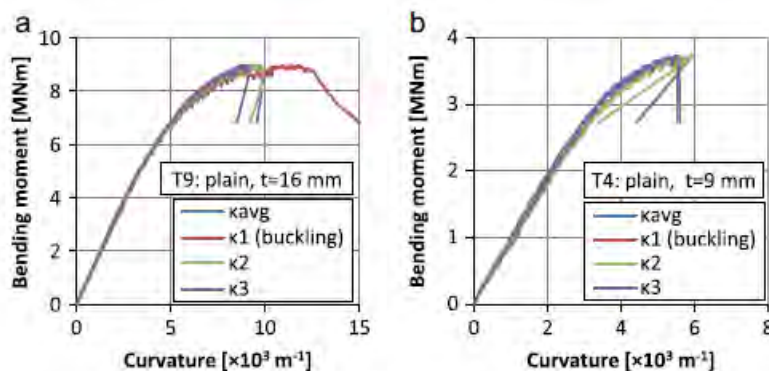 a
Bending moment [MNm]
10
8
6
4
2
0
T9: plain, t=16 mm
κavg
κ1 (buckling)
κ2
κ3
0 5 10 15
Curvature [×10³ m⁻¹]
b
Bending moment [MNm]
4
3
2
1
0
T4: plain, t=9 mm
κavg
κ1 (buckling)
κ2
κ3
0 2 4 6 8
Curvature [×10³ m⁻¹]